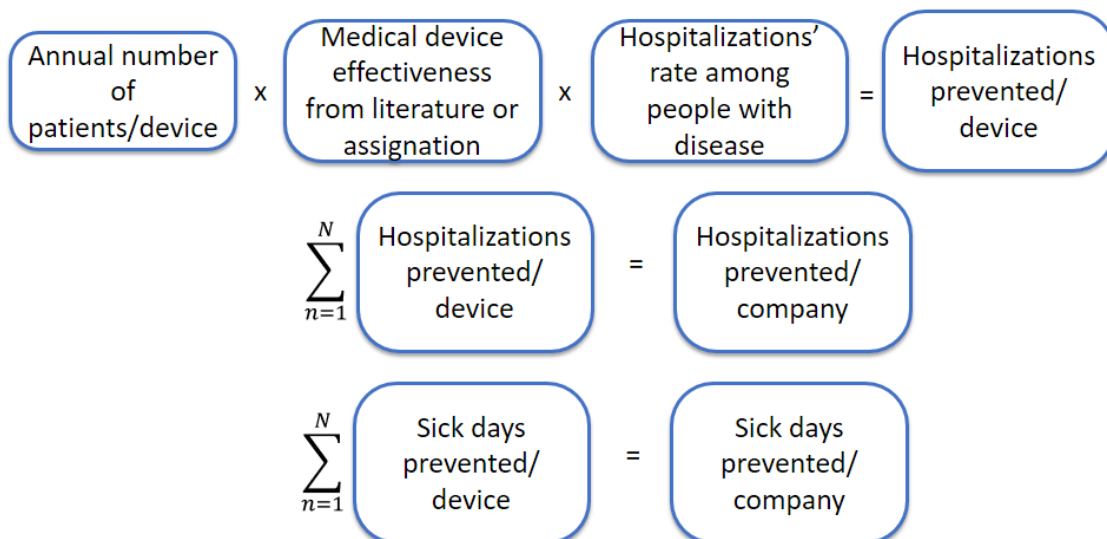 Annual number
of
patients/device
x
Medical device
effectiveness
from literature or
assignation
x
Hospitalizations’
rate among
people with
disease
=
Hospitalizations
prevented/
device
N
∑
n=1
Hospitalizations
prevented/
device
=
Hospitalizations
prevented/
company
N
∑
n=1
Sick days
prevented/
device
=
Sick days
prevented/
company